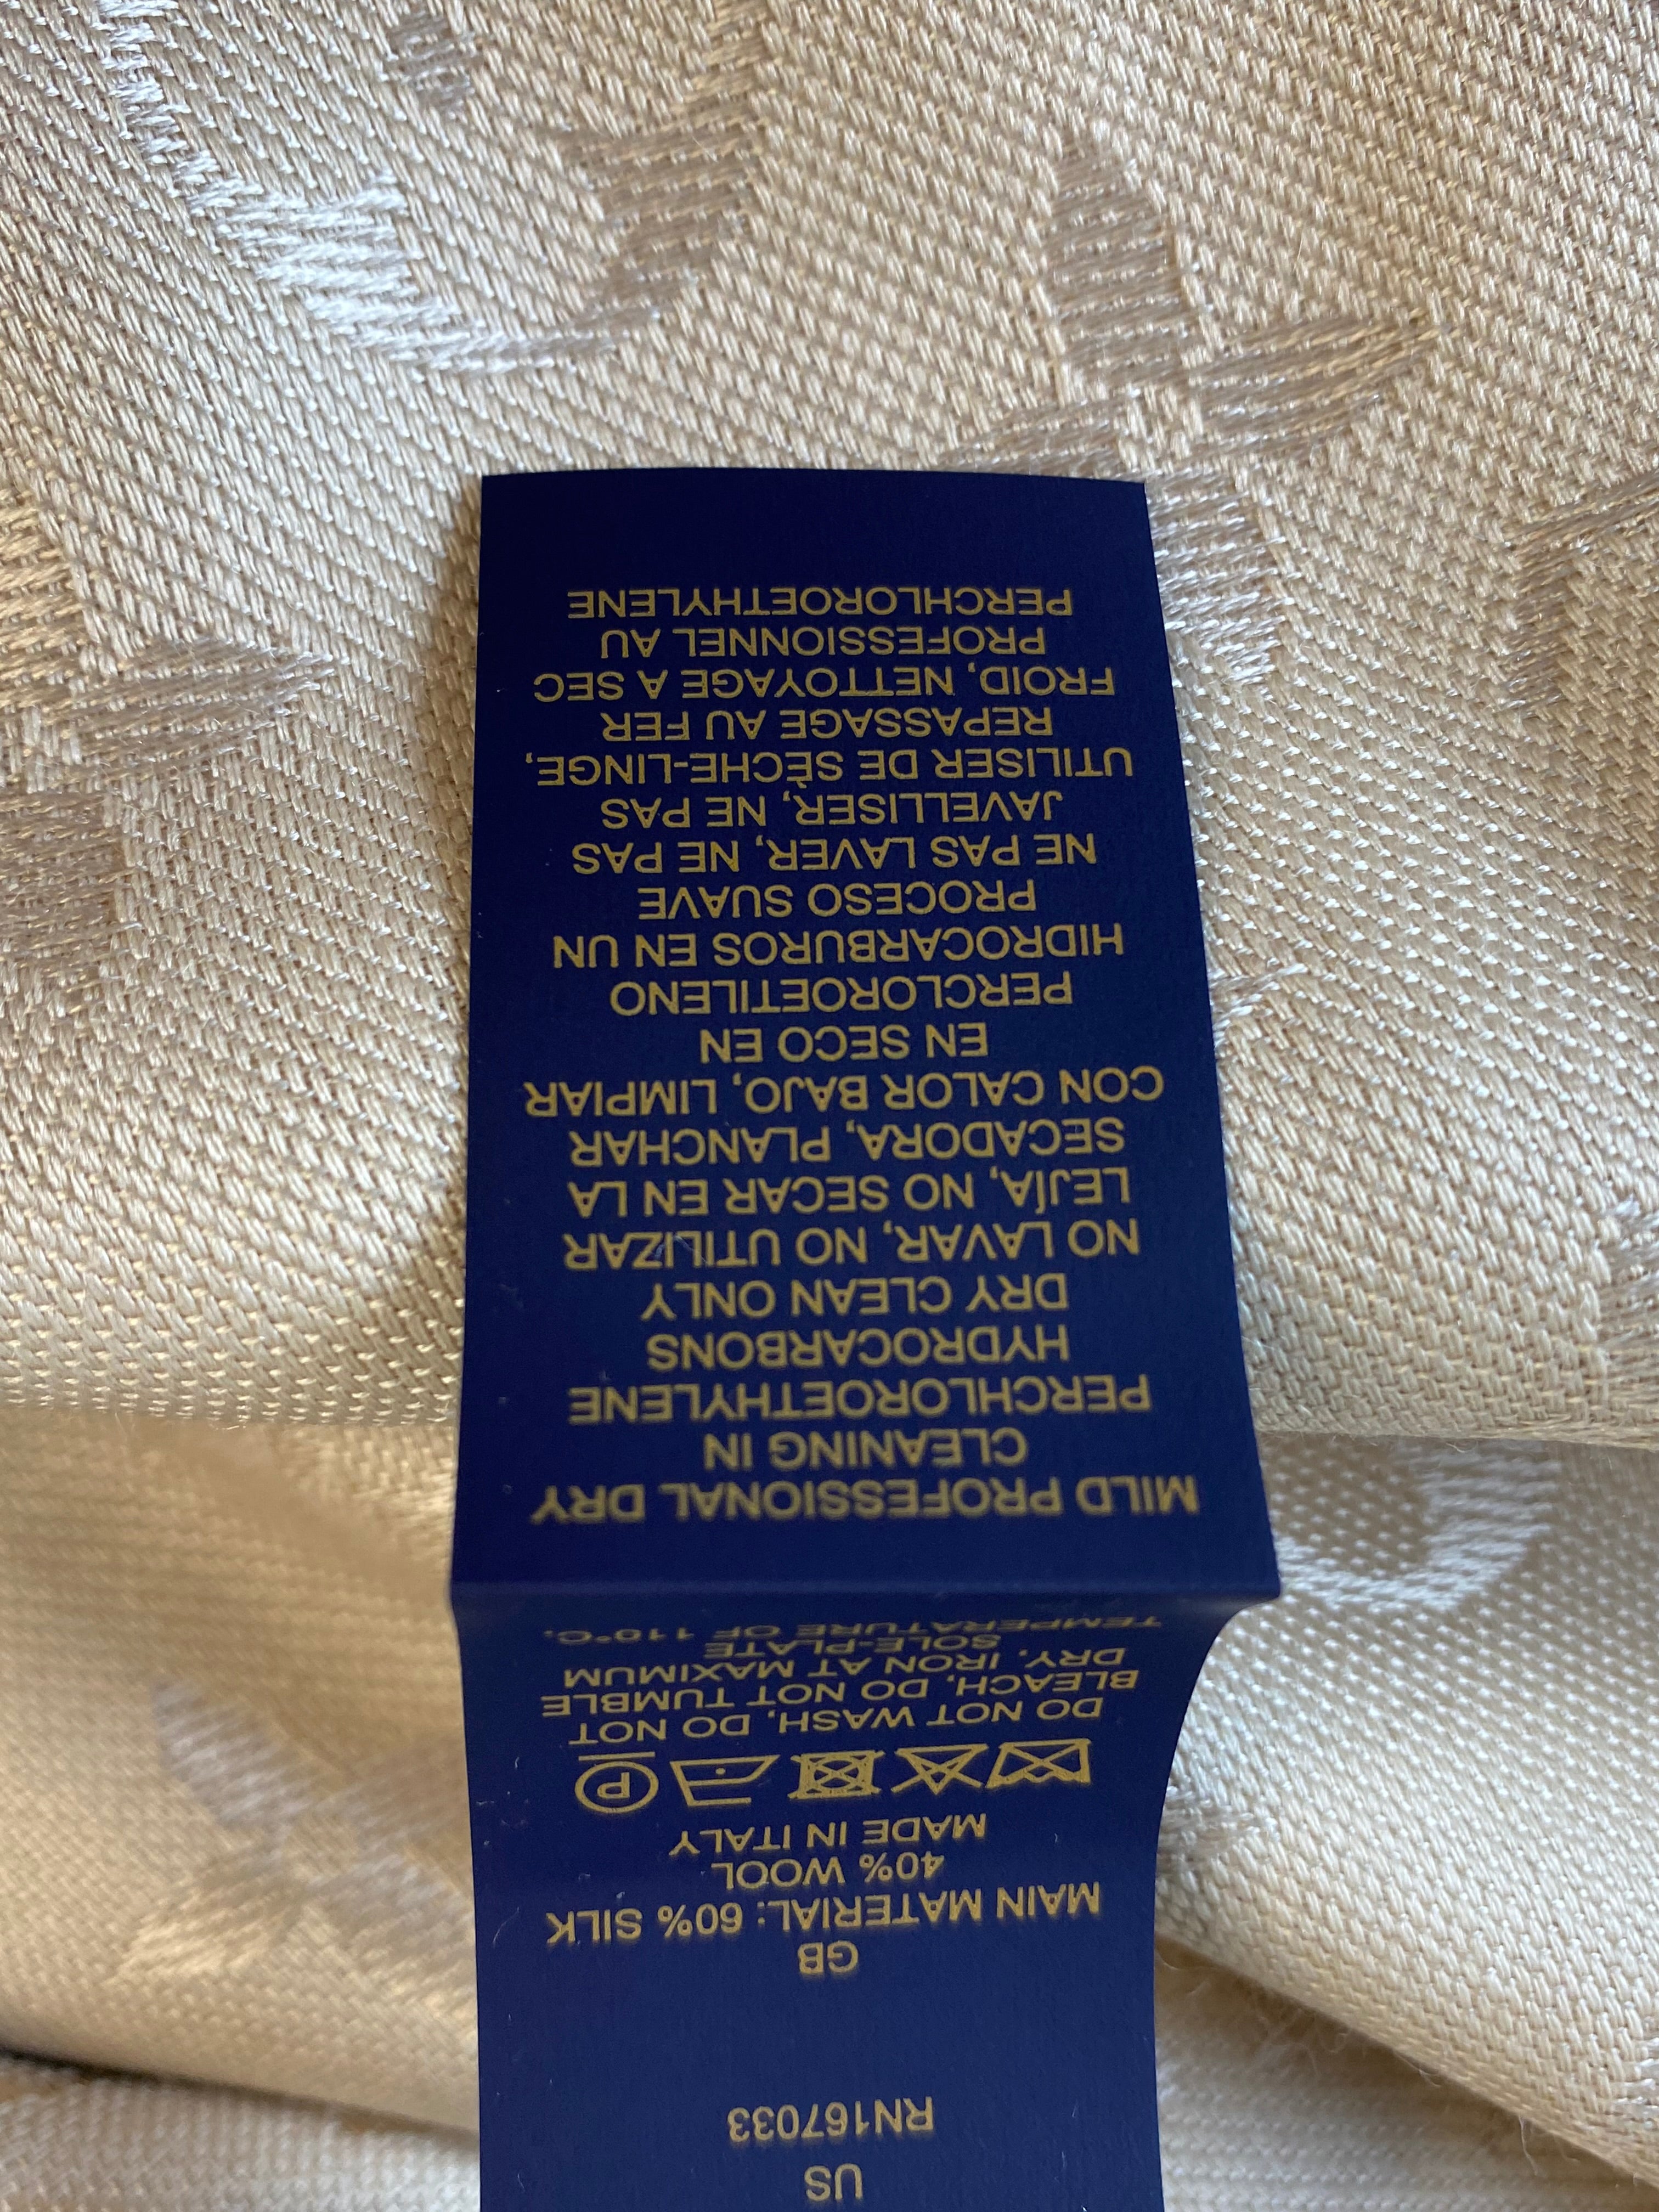 US
RN167033
GB
MAIN MATERIAL: 60% SILK
40% WOOL
MADE IN ITALY
P
DO NOT WASH, DO NOT
BLEACH, DO NOT TUMBLE
DRY, IRON AT MAXIMUM
SOLE-PLATE
TEMPERATURE OF 110°C,
MILD PROFESSIONAL DRY
CLEANING IN
PERCHLOROETHYLENE
HYDROCARBONS
DRY CLEAN ONLY
NO LAVAR, NO UTILIZAR
LEJÍA, NO SECAR EN LA
SECADORA, PLANCHAR
CON CALOR BAJO, LIMPIAR
EN SECO EN
PERCLOROETILENO
HIDROCARBUROS EN UN
PROCESO SUAVE
NE PAS LAVER, NE PAS
JAVELLISER, NE PAS
UTILISER DE SÈCHE-LINGE,
REPASSAGE AU FER
FROID, NETTOYAGE A SEC
PROFESSIONNEL AU
PERCHLOROETHYLENE